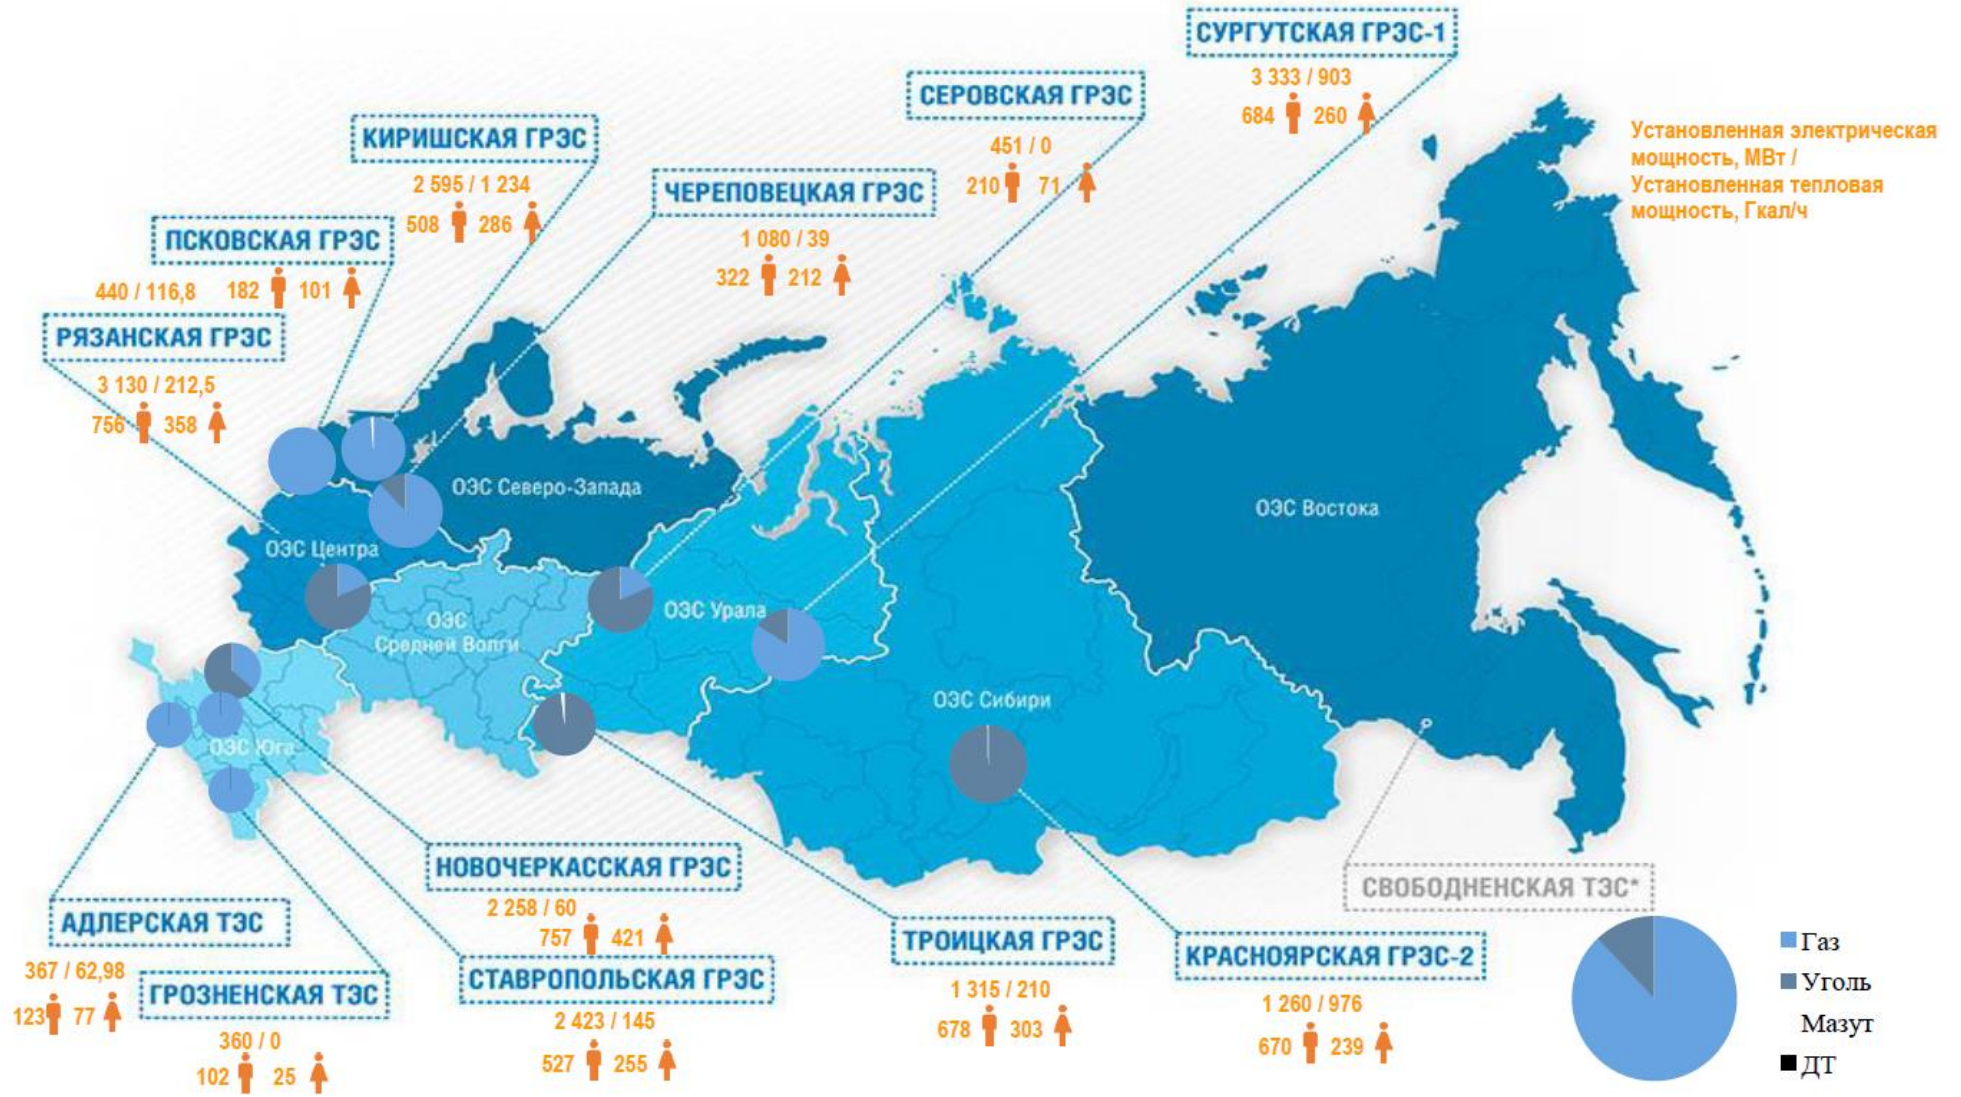 СУРГУТСКАЯ ГРЭС-1
3 333 / 903
684 260
СЕРОВСКАЯ ГРЭС
451 / 0
210 71
Установленная электрическая
мощность, МВт /
Установленная тепловая
мощность, Гкал/ч
КИРИШСКАЯ ГРЭС
2 595 / 1 234
508 286
ЧЕРЕПОВЕЦКАЯ ГРЭС
1 080 / 39
322 212
ПСКОВСКАЯ ГРЭС
440 / 116,8 182 101
РЯЗАНСКАЯ ГРЭС
3 130 / 212,5
756 358
ОЭС Северо-Запада
ОЭС Востока
ОЭС Центра
ОЭС Урала
ОЭС
Средней Волги
ОЭС Сибири
ОЭС Юга
НОВОЧЕРКАССКАЯ ГРЭС
2 258 / 60
757 421
СВОБОДНЕНСКАЯ ТЭС*
АДЛЕРСКАЯ ТЭС
367 / 62,98
123 77
ГРОЗНЕНСКАЯ ТЭС
360 / 0
102 25
СТАВРОПОЛЬСКАЯ ГРЭС
2 423 / 145
527 255
ТРОИЦКАЯ ГРЭС
1 315 / 210
678 303
КРАСНОЯРСКАЯ ГРЭС-2
1 260 / 976
670 239
Газ
Уголь
Мазут
ДТ